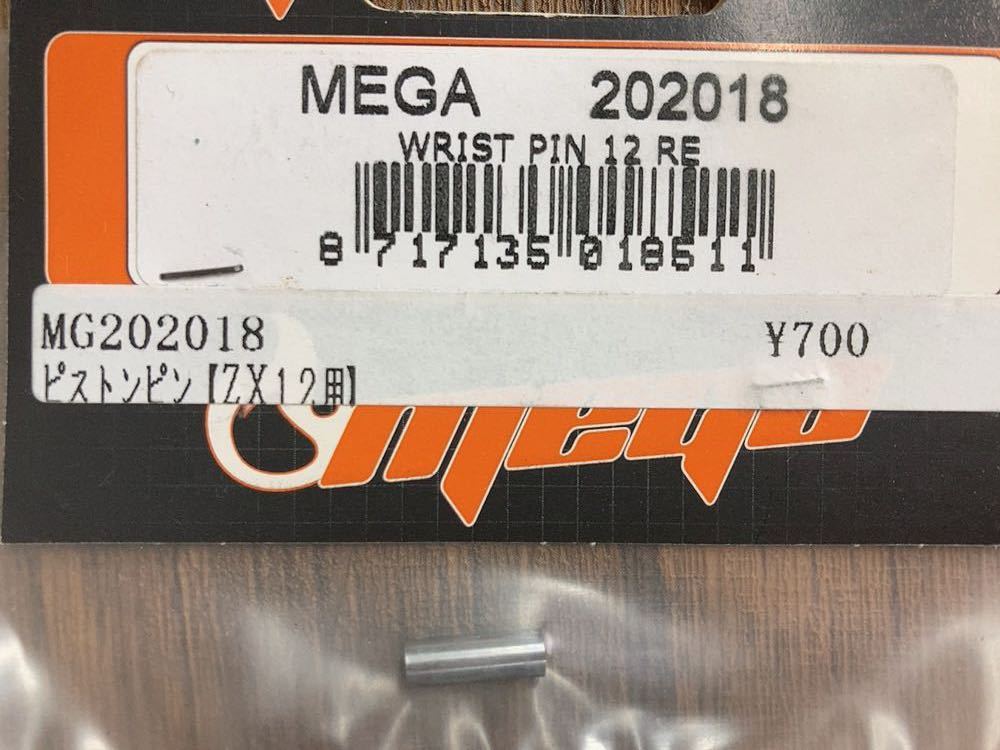 MEGA 202018
WRIST PIN 12 RE
8 717135 018511
MG202018 ¥700
ピストンピン【ZX12用】
mega